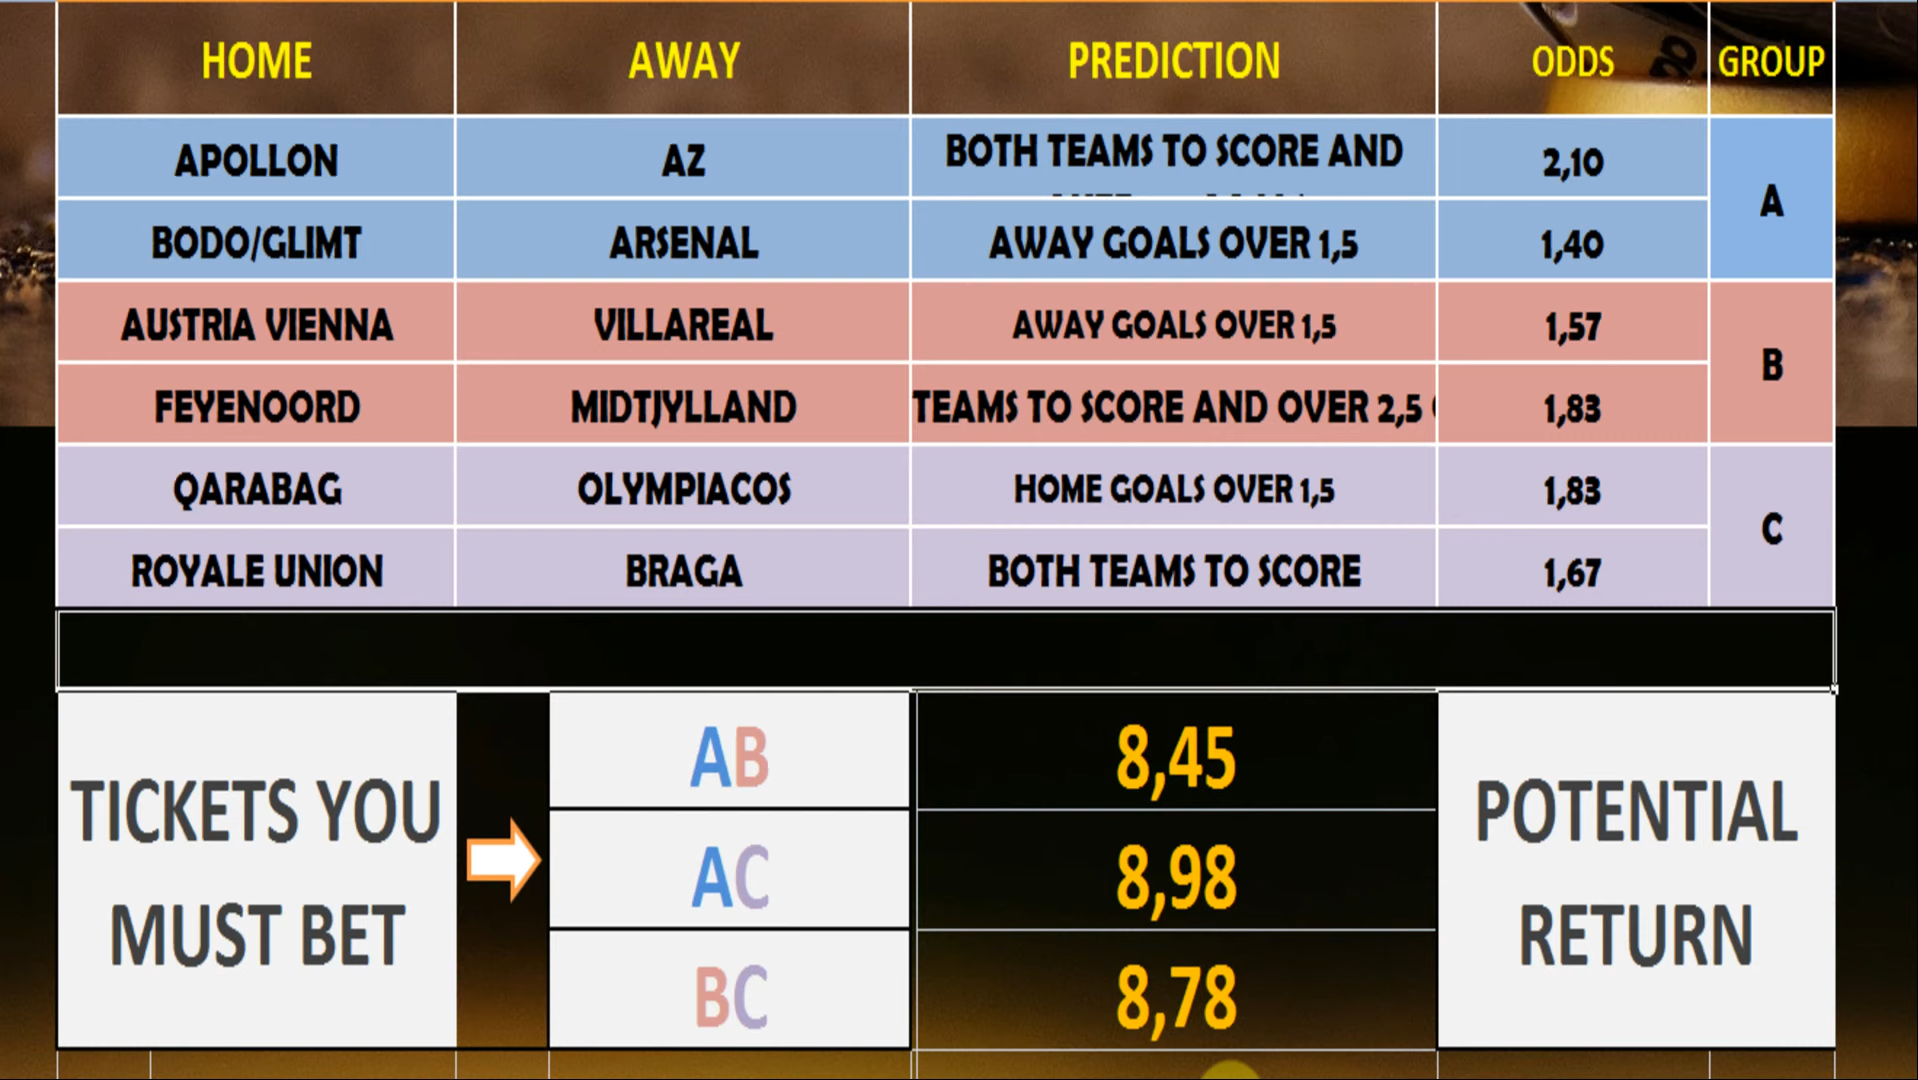 HOME AWAY PREDICTION ODDS GROUP
APOLLON AZ BOTH TEAMS TO SCORE AND 2,10 A
BODO/GLIMT ARSENAL AWAY GOALS OVER 1,5 1,40
AUSTRIA VIENNA VILLAREAL AWAY GOALS OVER 1,5 1,57 B
FEYENOORD MIDTJYLLAND TEAMS TO SCORE AND OVER 2,5 1,83
QARABAG OLYMPIACOS HOME GOALS OVER 1,5 1,83 C
ROYALE UNION BRAGA BOTH TEAMS TO SCORE 1,67
TICKETS YOU
MUST BET
AB 8,45
AC 8,98
BC 8,78
POTENTIAL
RETURN